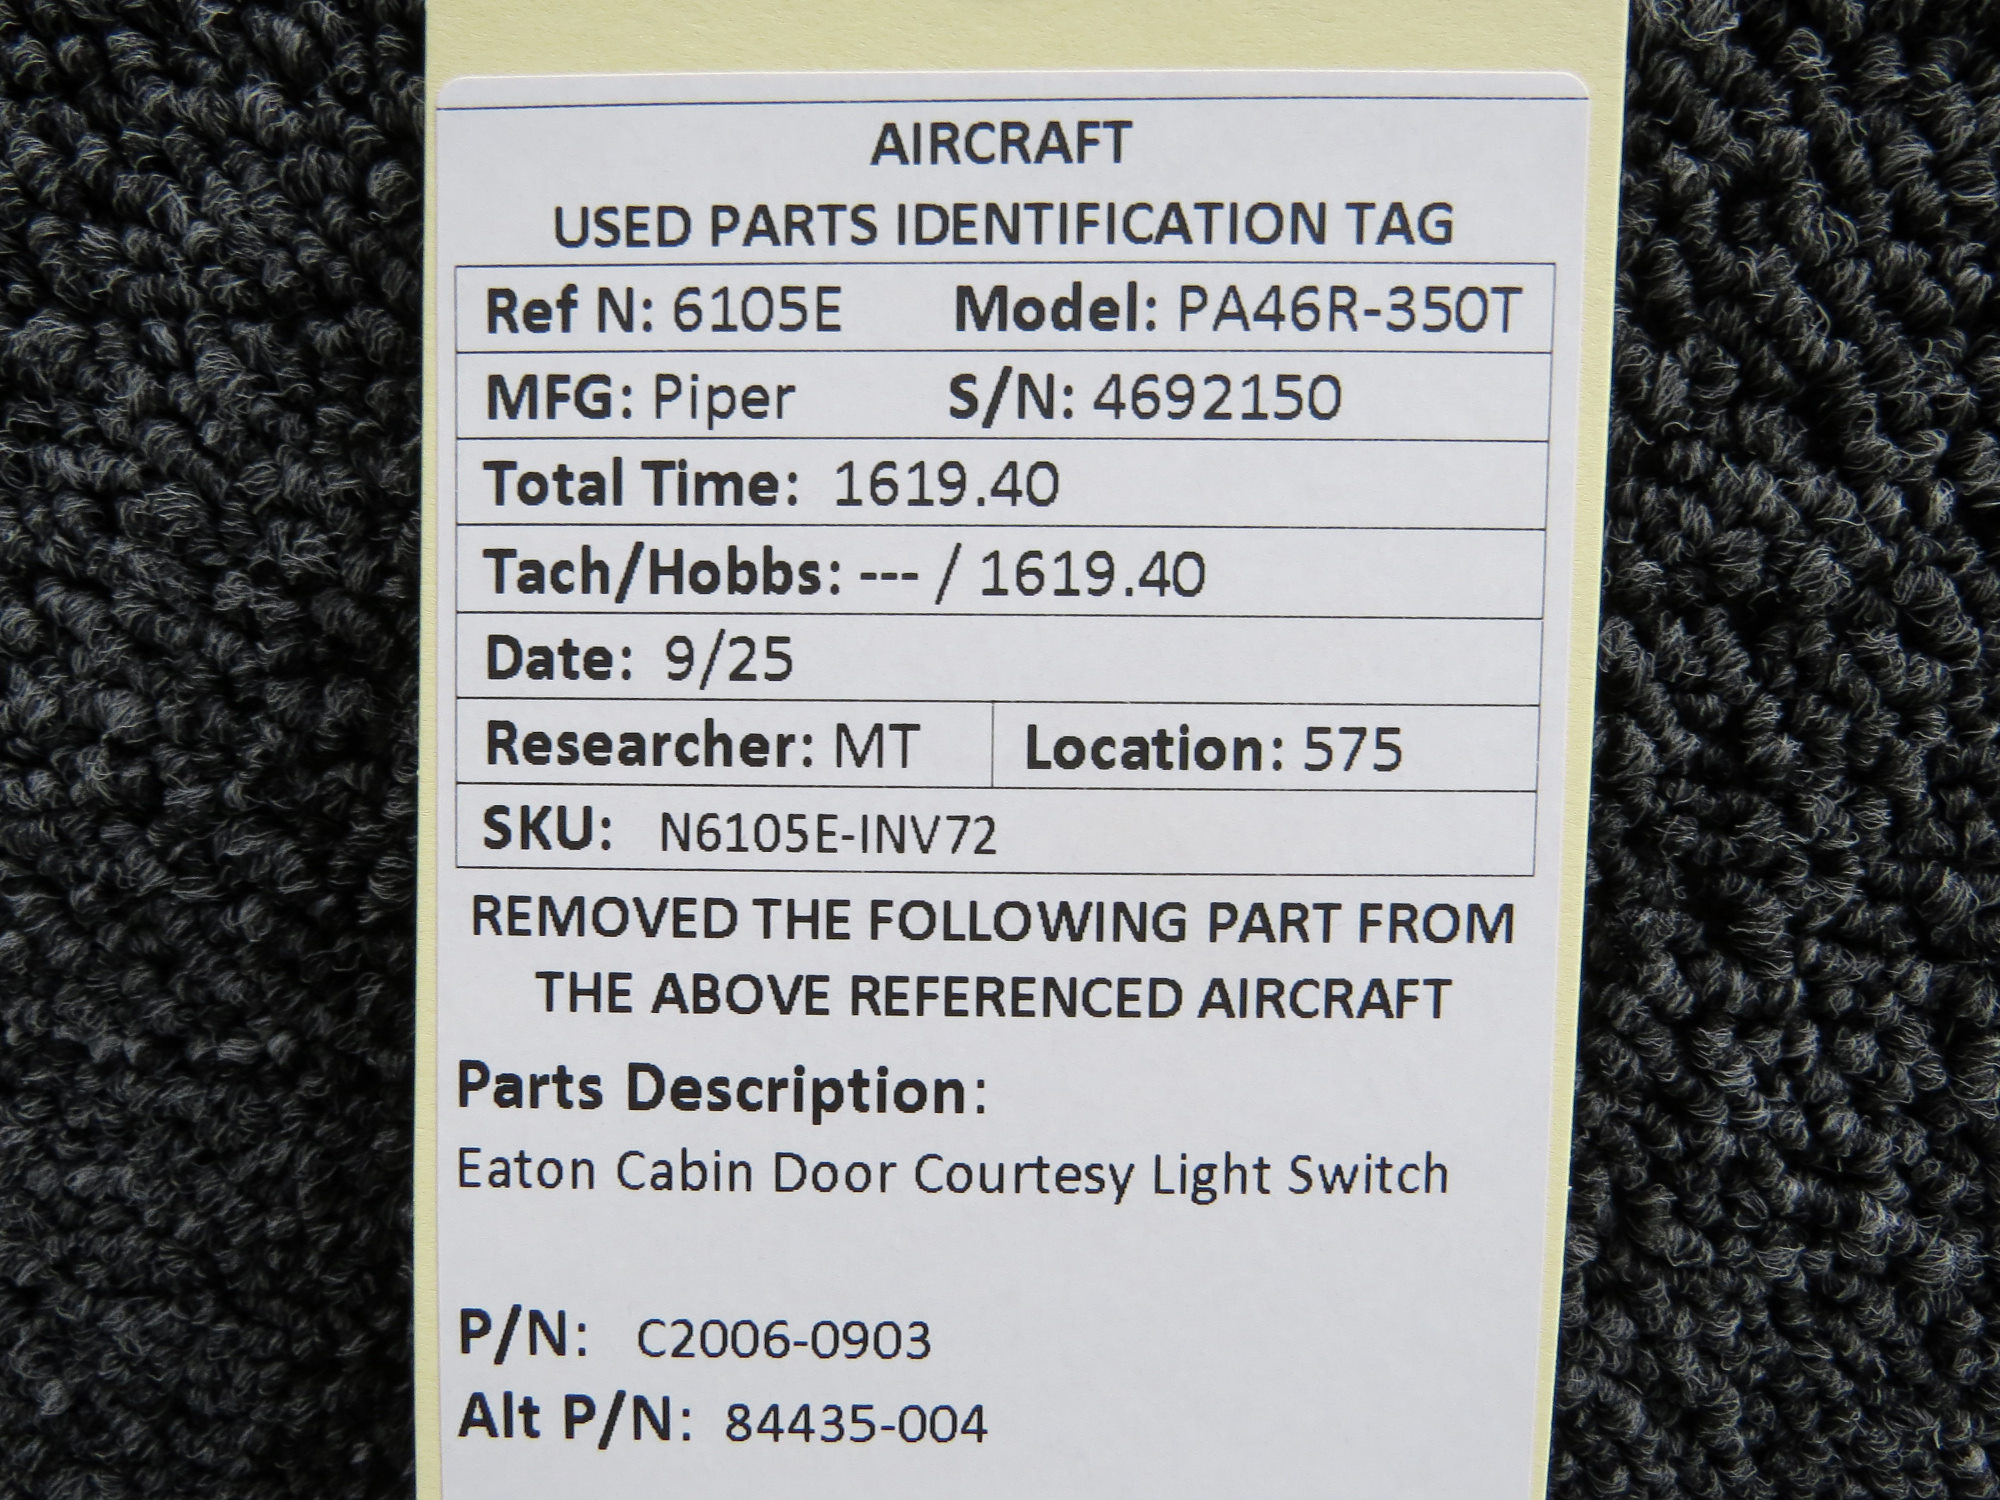 AIRCRAFT
USED PARTS IDENTIFICATION TAG
Ref N: 6105E Model: PA46R-350T
MFG: Piper S/N: 4692150
Total Time: 1619.40
Tach/Hobbs: --- / 1619.40
Date: 9/25
Researcher: MT Location: 575
SKU: N6105E-INV72
REMOVED THE FOLLOWING PART FROM
THE ABOVE REFERENCED AIRCRAFT
Parts Description:
Eaton Cabin Door Courtesy Light Switch
P/N: C2006-0903
Alt P/N: 84435-004